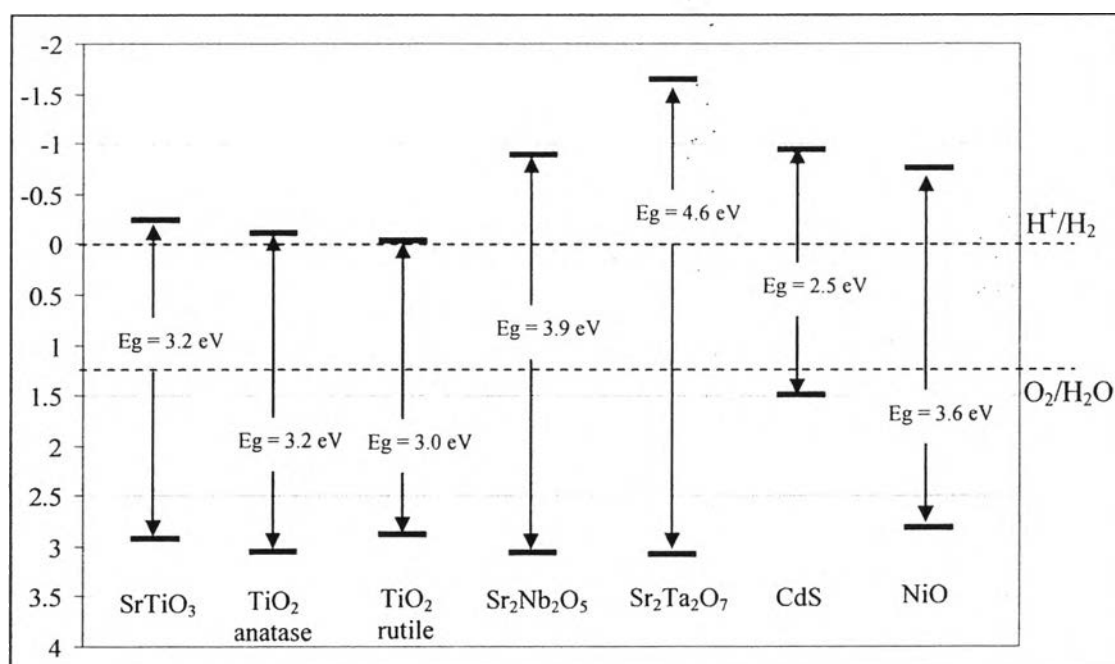 -2
-1.5
-1
-0.5
0
0.5
1
1.5
2
2.5
3
3.5
4
H⁺/H₂
O₂/H₂O
Eg = 3.2 eV
Eg = 3.2 eV
Eg = 3.0 eV
Eg = 3.9 eV
Eg = 4.6 eV
Eg = 2.5 eV
Eg = 3.6 eV
SrTiO₃
TiO₂
anatase
TiO₂
rutile
Sr₂Nb₂O₅
Sr₂Ta₂O₇
CdS
NiO